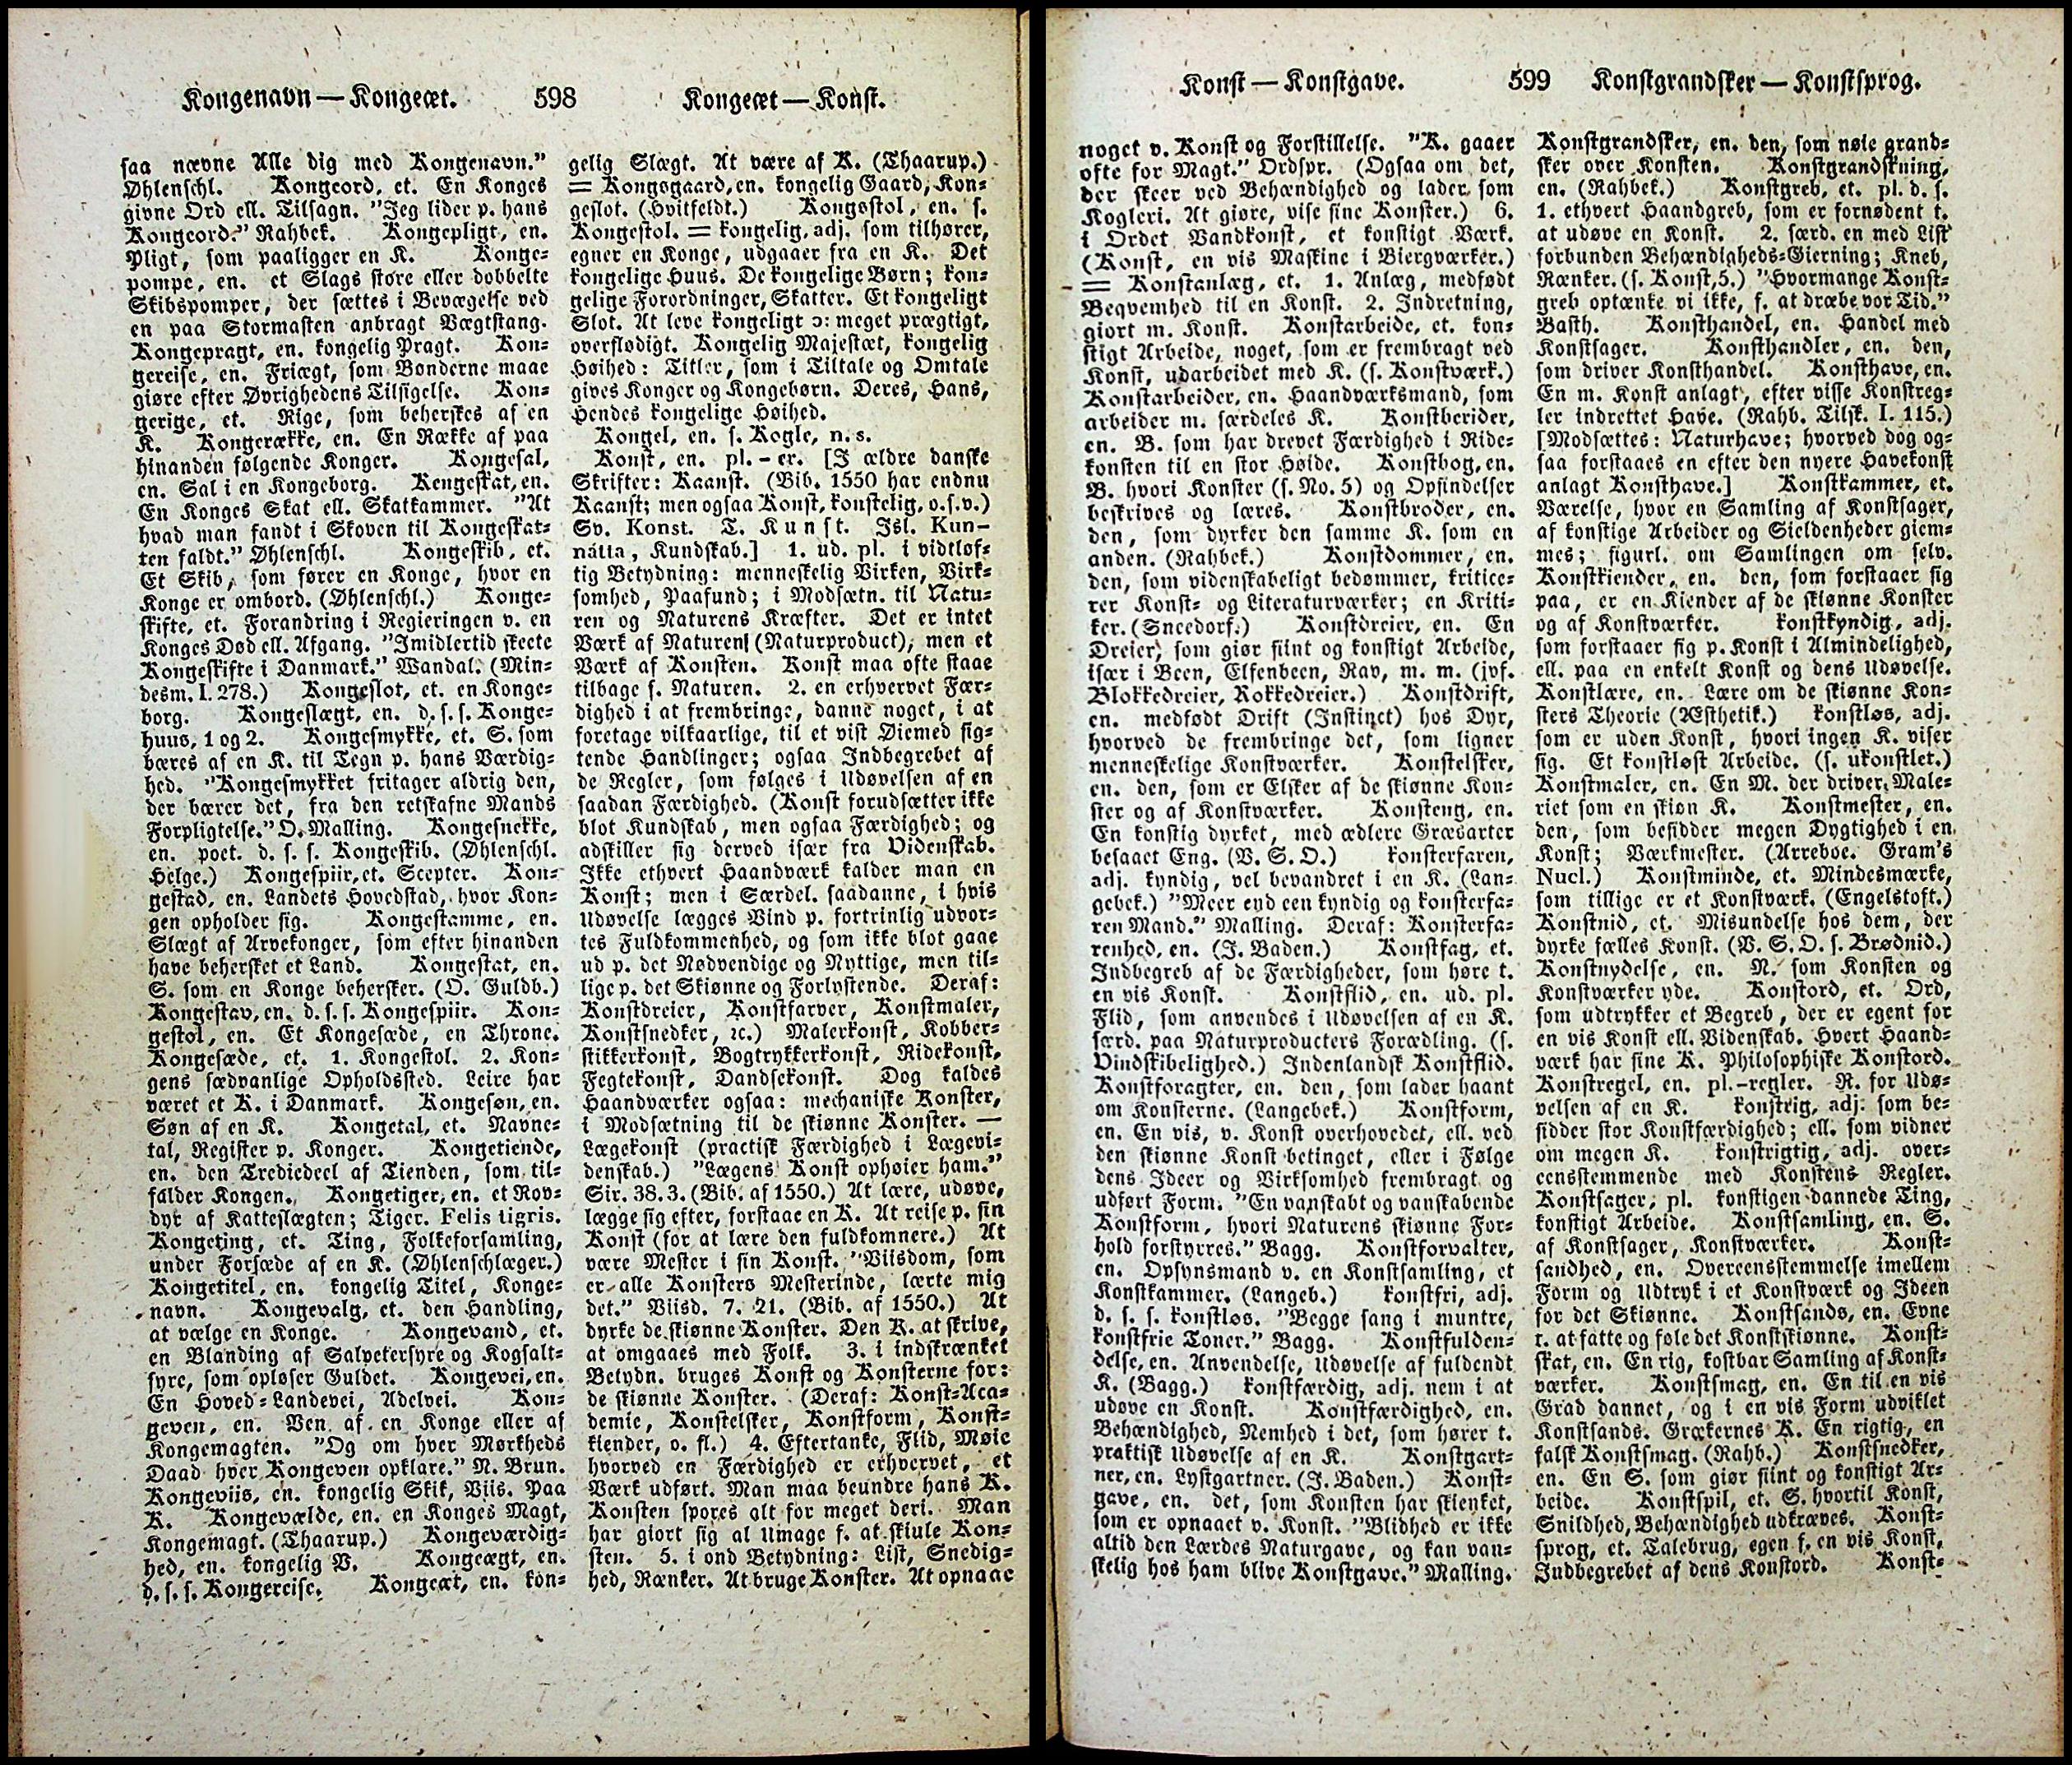 Kongenavn — Kongeæt.
598
Kongeæt — Konst.
saa nævne Alle dig med Kongenavn."
Øhlenschl. Kongeord, et. En Konges
givne Ord ell. Tilsagn. "Jeg lider p. hans
Kongeord." Rahbek. Kongepligt, en.
Pligt, som paaligger en K. Konge-
pompe, en. et Slags støre eller dobbelte
Skibspomper, der sættes i Bevægelse ved
en paa Stormasten anbragt Vægtstang.
Kongepragt, en. kongelig Pragt. Kon-
gereise, en. Friægt, som Bønderne maae
giøre efter Øvrighedens Tilsigelse. Kon-
gerige, et. Rige, som beherskes af en
K. Kongerække, en. En Række af paa
hinanden følgende Konger. Kongesal,
en. Sal i en Kongeborg. Kongeskat, en.
En Konges Skat ell. Skatkammer. "At
hvad man fandt i Skoven til Kongeskat-
ten faldt." Øhlenschl. Kongeskib, et.
Et Skib, som fører en Konge, hvor en
Konge er ombord. (Øhlenschl.) Konge-
skifte, et. Forandring i Regieringen v. en
Konges Død ell. Afgang. "Imidlertid skeete
Kongeskifte i Danmark." Wandal. (Min-
desm. I. 278.) Kongeslot, et. en Konge-
borg. Kongeslægt, en. d. s. s. Konge-
huus, 1 og 2. Kongesmykke, et. S. som
bæres af en K. til Tegn p. hans Værdig-
hed. "Kongesmykket fritager aldrig den,
der bærer det, fra den retskafne Mands
Forpligtelse." O. Malling. Kongesnekke,
en. poet. d. s. s. Kongeskib. (Øhlenschl.
Helge.) Kongespiir, et. Scepter. Kon-
gestad, en. Landets Hovedstad, hvor Kon-
gen opholder sig. Kongestamme, en.
Slægt af Arvekonger, som efter hinanden
have behersket et Land. Kongestat, en.
S. som en Konge behersker. (O. Guldb.)
Kongestav, en. d. s. s. Kongespiir. Kon-
gestol, en. Et Kongesæde, en Throne.
Kongesæde, et. 1. Kongestol. 2. Kon-
gens sædvanlige Opholdssted. Leire har
været et K. i Danmark. Kongesøn, en.
Søn af en K. Kongetal, et. Navne-
tal, Register p. Konger. Kongetiende,
en. den Trediedeel af Tienden, som til-
falder Kongen. Kongetiger, en. et Rov-
dyr af Katteslægten; Tiger. Felis tigris.
Kongeting, et. Ting, Folkeforsamling,
under Forsæde af en K. (Øhlenschlæger.)
Kongetitel, en. kongelig Titel, Konge-
navn. Kongevalg, et. den Handling,
at vælge en Konge. Kongevand, et.
en Blanding af Salpetersyre og Kogsalt-
syre, som opløser Guldet. Kongevei, en.
En Hoved-Landevei, Adelvei. Kon-
geven, en. Ven af en Konge eller af
Kongemagten. "Og om hver Mørkheds
Daad hver Kongeven opklare." N. Brun.
Kongeviis, en. kongelig Skik, Viis. Paa
K. Kongevælde, en. en Konges Magt,
Kongemagt. (Thaarup.) Kongeværdig-
hed, en. kongelig V. Kongeægt, en.
d. s. s. Kongereise. Kongeæt, en. kon-
gelig Slægt. At være af K. (Thaarup.)
= Kongsgaard, en. kongelig Gaard, Kon-
geslot. (Hvitfeldt.) Kongsstol, en. s.
Kongestol. = kongelig, adj. som tilhører,
egner en Konge, udgaaer fra en K. Det
kongelige Huus. De kongelige Børn; kon-
gelige Forordninger, Skatter. Et kongeligt
Slot. At leve kongeligt ɔ: meget prægtigt,
overflødigt. Kongelig Majestæt, kongelig
Høihed: Titler, som i Tiltale og Omtale
gives Konger og Kongebørn. Deres, Hans,
Hendes kongelige Høihed.
Kongel, en. s. Kogle, n. s.
Konst, en. pl. - er. [I ældre danske
Skrifter: Kaanst. (Bib. 1550 har endnu
Kaanst; men ogsaa Konst, konstelig, o.s.v.)
Sv. Konst. T. Kunst. Isl. Kun-
nátta, Kundskab.] 1. ud. pl. i vidtløf-
tig Betydning: menneskelig Virken, Virk-
somhed, Paafund; i Modsætn. til Natu-
ren og Naturens Kræfter. Det er intet
Værk af Naturen (Naturproduct), men et
Værk af Konsten. Konst maa ofte staae
tilbage f. Naturen. 2. en erhvervet Fær-
dighed i at frembringe, danne noget, i at
foretage vilkaarlige, til et vist Øiemed sig-
tende Handlinger; ogsaa Indbegrebet af
de Regler, som følges i Udøvelsen af en
saadan Færdighed. (Konst forudsætter ikke
blot Kundskab, men ogsaa Færdighed; og
adskiller sig derved især fra Videnskab.
Ikke ethvert Haandværk kalder man en
Konst; men i Særdel. saadanne, i hvis
Udøvelse lægges Vind p. fortrinlig udvor-
tes Fuldkommenhed, og som ikke blot gaae
ud p. det Nødvendige og Nyttige, men til-
lige p. det Skiønne og Forlystende. Deraf:
Konstdreier, Konstfarver, Konstmaler,
Konstsnedker, ꝛc.) Malerkonst, Kobber-
stikkerkonst, Bogtrykkerkonst, Ridekonst,
Fegtekonst, Dandsekonst. Dog kaldes
Haandværker ogsaa: mechaniske Konster,
i Modsætning til de skiønne Konster. —
Lægekonst (practisk Færdighed i Lægevi-
denskab.) "Lægens Konst ophøier ham."
Sir. 38. 3. (Bib. af 1550.) At lære, udøve,
lægge sig efter, forstaae en K. At reise p. sin
Konst (for at lære den fuldkomnere.) At
være Mester i sin Konst. "Viisdom, som
er alle Konsters Mesterinde, lærte mig
det." Viisd. 7. 21. (Bib. af 1550.) At
dyrke de skiønne Konster. Den K. at skrive,
at omgaaes med Folk. 3. i indskrænket
Betydn. bruges Konst og Konsterne for:
de skiønne Konster. (Deraf: Konst-Aca-
demie, Konstelsker, Konstform, Konst-
kiender, o. fl.) 4. Eftertanke, Flid, Møie
hvorved en Færdighed er erhvervet, et
Værk udført. Man maa beundre hans K.
Konsten spores alt for meget deri. Man
har giort sig al Umage f. at skiule Kon-
sten. 5. i ond Betydning: List, Snedig-
hed, Rænker. At bruge Konster. At opnaae
Konst — Konstgave.
599
Konstgrandsker — Konstsprog.
noget v. Konst og Forstillelse. "K. gaaer
ofte for Magt." Ordspr. (Ogsaa om det,
der skeer ved Behændighed og lader som
Kogleri. At giøre, vise sine Konster.) 6.
i Ordet Vandkonst, et konstigt Værk.
(Konst, en vis Maskine i Biergværker.)
= Konstanlæg, et. 1. Anlæg, medfødt
Beqvemhed til en Konst. 2. Indretning,
giort m. Konst. Konstarbeide, et. kon-
stigt Arbeide, noget, som er frembragt ved
Konst, udarbeidet med K. (s. Konstværk.)
Konstarbeider, en. Haandværksmand, som
arbeider m. særdeles K. Konstberider,
en. B. som har drevet Færdighed i Ride-
konsten til en stor Høide. Konstbog, en.
B. hvori Konster (s. No. 5) og Opfindelser
beskrives og læres. Konstbroder, en.
den, som dyrker den samme K. som en
anden. (Rahbek.) Konstdommer, en.
den, som videnskabeligt bedømmer, kritice-
rer Konst- og Literaturværker; en Kriti-
ker. (Sneedorf.) Konstdreier, en. En
Dreier, som giør fiint og konstigt Arbeide,
især i Been, Elfenbeen, Rav, m. m. (jvf.
Blokkedreier, Rokkedreier.) Konstdrift,
en. medfødt Drift (Instinct) hos Dyr,
hvorved de frembringe det, som ligner
menneskelige Konstværker. Konstelsker,
en. den, som er Elsker af de skiønne Kon-
ster og af Konstværker. Konsteng, en.
En konstig dyrket, med ædlere Græsarter
besaaet Eng. (V. S. O.) konsterfaren,
adj. kyndig, vel bevandret i en K. (Lan-
gebek.) "Meer end een kyndig og konsterfa-
ren Mand." Malling. Deraf: Konsterfa-
renhed, en. (J. Baden.) Konstfag, et.
Indbegreb af de Færdigheder, som høre t.
en vis Konst. Konstflid, en. ud. pl.
Flid, som anvendes i Udøvelsen af en K.
særd. paa Naturproducters Forædling. (s.
Vindskibelighed.) Indenlandsk Konstflid.
Konstforagter, en. den, som lader haant
om Konsterne. (Langebek.) Konstform,
en. En vis, v. Konst overhovedet, ell. ved
den skiønne Konst betinget, eller i Følge
dens Ideer og Virksomhed frembragt og
udført Form. "En vanskabt og vanskabende
Konstform, hvori Naturens skiønne For-
hold forstyrres." Bagg. Konstforvalter,
en. Opsynsmand v. en Konstsamling, et
Konstkammer. (Langeb.) konstfri, adj.
d. s. s. konstløs. "Begge sang i muntre,
konstfrie Toner." Bagg. Konstfulden-
delse, en. Anvendelse, Udøvelse af fuldendt
K. (Bagg.) konstfærdig, adj. nem i at
udøve en Konst. Konstfærdighed, en.
Behændighed, Nemhed i det, som hører t.
praktisk Udøvelse af en K. Konstgart-
ner, en. Lystgartner. (J. Baden.) Konst-
gave, en. det, som Konsten har skienket,
som er opnaaet v. Konst. "Blidhed er ikke
altid den Lærdes Naturgave, og kan van-
skelig hos ham blive Konstgave." Malling.
Konstgrandsker, en. den, som nøie grand-
sker over Konsten. Konstgrandskning,
en. (Rahbek.) Konstgreb, et. pl. d. s.
1. ethvert Haandgreb, som er fornødent t.
at udøve en Konst. 2. særd. en med List
forbunden Behændigheds-Gierning; Kneb,
Rænker. (s. Konst, 5.) "Hvormange Konst-
greb optænke vi ikke, f. at dræbe vor Tid."
Basth. Konsthandel, en. Handel med
Konstsager. Konsthandler, en. den,
som driver Konsthandel. Konsthave, en.
En m. Konst anlagt, efter visse Konstreg-
ler indrettet Have. (Rahb. Tilsk. I. 115.)
[Modsættes: Naturhave; hvorved dog og-
saa forstaaes en efter den nyere Havekonst
anlagt Konsthave.] Konstkammer, et.
Værelse, hvor en Samling af Konstsager,
af konstige Arbeider og Sieldenheder giem-
mes; figurl. om Samlingen om selv.
Konstkiender, en. den, som forstaaer sig
paa, er en Kiender af de skiønne Konster
og af Konstværker. konstkyndig, adj.
som forstaaer sig p. Konst i Almindelighed,
ell. paa en enkelt Konst og dens Udøvelse.
Konstlære, en. Lære om de skiønne Kon-
sters Theorie (Æsthetik.) konstløs, adj.
som er uden Konst, hvori ingen K. viser
sig. Et konstløst Arbeide. (s. ukonstlet.)
Konstmaler, en. En M. der driver Male-
riet som en skiøn K. Konstmester, en.
den, som besidder megen Dygtighed i en
Konst; Værkmester. (Arreboe. Gram's
Nucl.) Konstminde, et. Mindesmærke,
som tillige er et Konstværk. (Engelstoft.)
Konstnid, et. Misundelse hos dem, der
dyrke fælles Konst. (V. S. O. s. Brødnid.)
Konstnydelse, en. N. som Konsten og
Konstværker yde. Konstord, et. Ord,
som udtrykker et Begreb, der er egent for
en vis Konst ell. Videnskab. Hvert Haand-
værk har sine K. Philosophiske Konstord.
Konstregel, en. pl.-regler. R. for Udø-
velsen af en K. konstrig, adj. som be-
sidder stor Konstfærdighed; ell. som vidner
om megen K. konstrigtig, adj. over-
eensstemmende med Konstens Regler.
Konstsager, pl. konstigen dannede Ting,
konstigt Arbeide. Konstsamling, en. S.
af Konstsager, Konstværker. Konst-
sandhed, en. Overeensstemmelse imellem
Form og Udtryk i et Konstværk og Ideen
for det Skiønne. Konstsands, en. Evne
t. at fatte og føle det Konstskiønne. Konst-
skat, en. En rig, kostbar Samling af Konst-
værker. Konstsmag, en. En til en vis
Grad dannet, og i en vis Form udviklet
Konstsands. Grækernes K. En rigtig, en
falsk Konstsmag. (Rahb.) Konstsnedker,
en. En S. som giør fiint og konstigt Ar-
beide. Konstspil, et. S. hvortil Konst,
Snildhed, Behændighed udkræves. Konst-
sprog, et. Talebrug, egen f. en vis Konst,
Indbegrebet af dens Konstord. Konst-